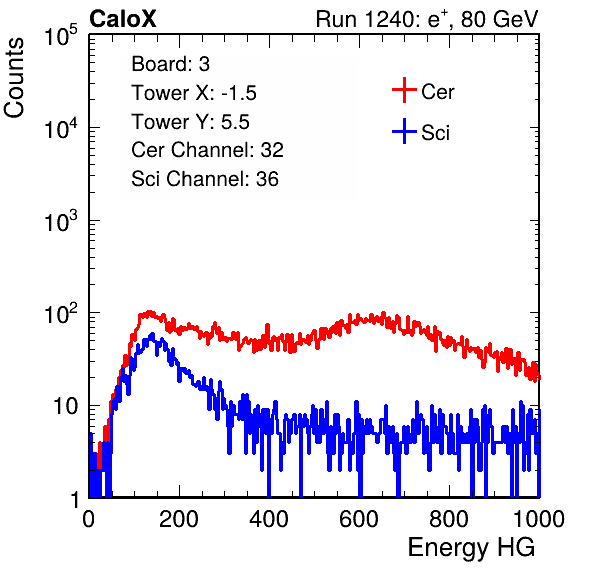 CaloX
Run 1240: e+, 80 GeV
Counts
10^5
10^4
10^3
10^2
10
1
Board: 3
Tower X: -1.5
Tower Y: 5.5
Cer Channel: 32
Sci Channel: 36
Cer
Sci
0 200 400 600 800 1000
Energy HG